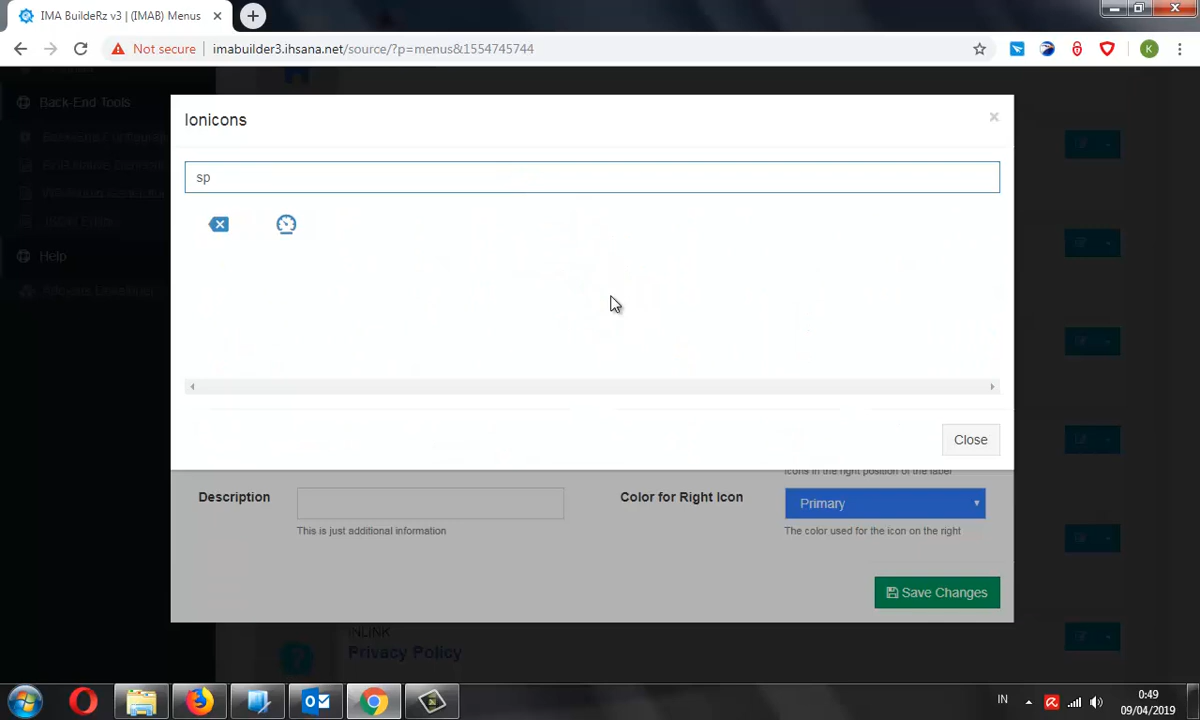 IMA BuildeRz v3 | (IMAB) Menus
Not secure
imabuilder3.ihsana.net/source/?p=menus&1554745744
K
Back-End Tools
Ionicons
×
sp
Help
Close
icons in the right position of the label
Description
Color for Right Icon
Primary
This is just additional information
The color used for the icon on the right
Save Changes
INLINK
Privacy Policy
IN
0:49
09/04/2019